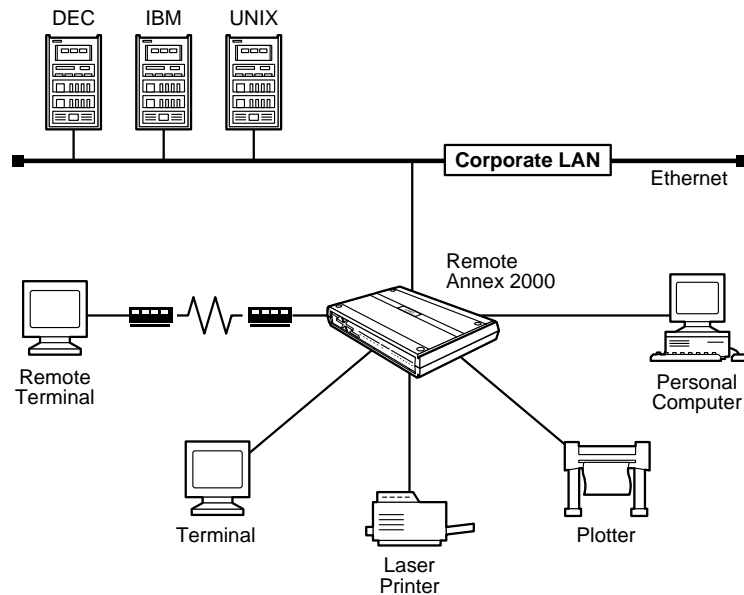 DEC
IBM
UNIX
Corporate LAN
Ethernet
Remote
Annex 2000
Remote
Terminal
Personal
Computer
Terminal
Plotter
Laser
Printer